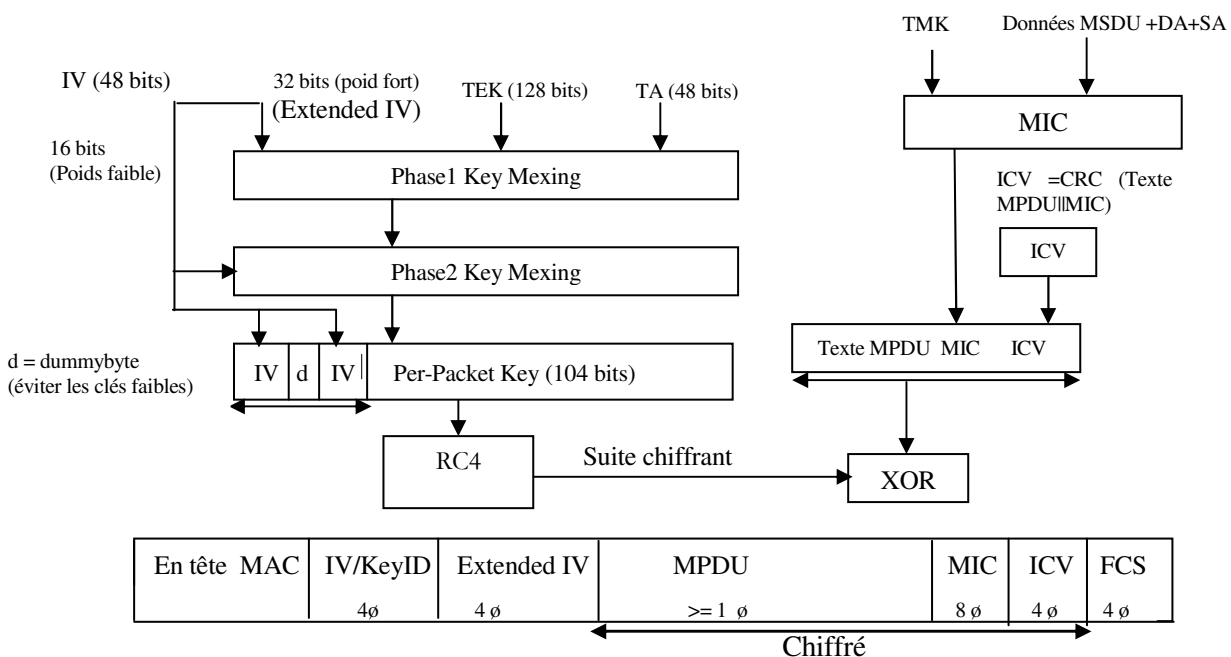 TMK
Données MSDU +DA+SA
IV (48 bits)
32 bits (poid fort)
(Extended IV)
TEK (128 bits)
TA (48 bits)
MIC
16 bits
(Poids faible)
Phase1 Key Mexing
ICV =CRC (Texte
MPDU||MIC)
ICV
Phase2 Key Mexing
d = dummybyte
(éviter les clés faibles)
IV d IV Per-Packet Key (104 bits)
Texte MPDU MIC ICV
RC4
Suite chiffrant
XOR
En tête MAC IV/KeyID Extended IV MPDU MIC ICV FCS
4ø 4 ø >= 1 ø 8 ø 4 ø 4 ø
Chiffré